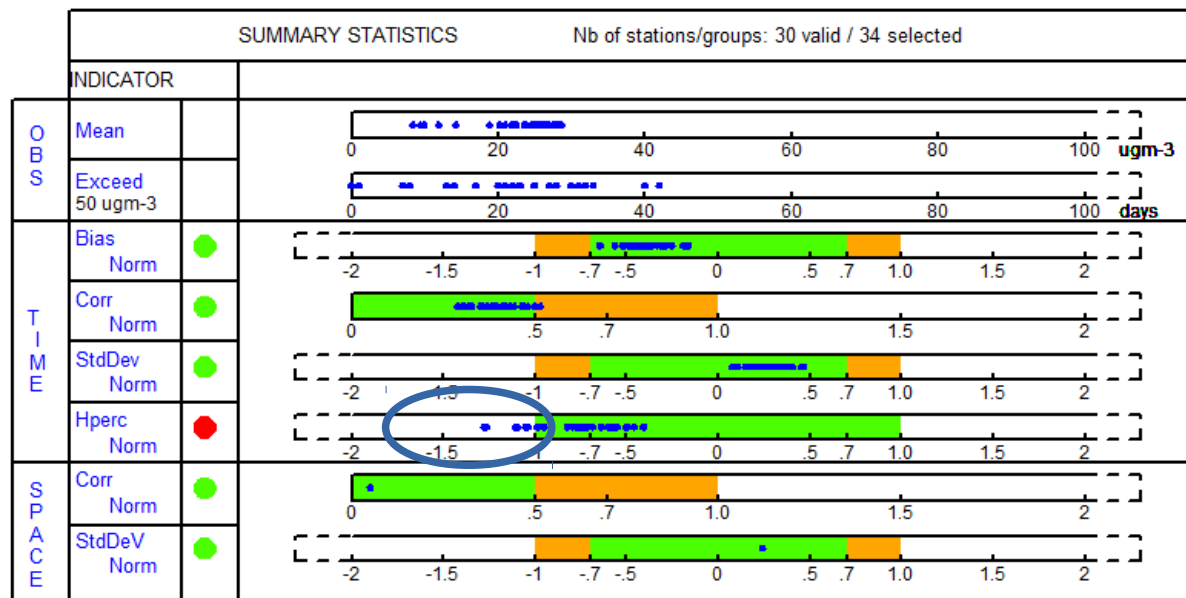 SUMMARY STATISTICS Nb of stations/groups: 30 valid / 34 selected
INDICATOR
OBS
Mean
0 20 40 60 80 100 ugm-3
Exceed
50 ugm-3
0 20 40 60 80 100 days
TIME
Bias
Norm
-2 -1.5 -1 -.7 -.5 0 .5 .7 1.0 1.5 2
Corr
Norm
0 .5 .7 1.0 1.5 2
StdDev
Norm
-2 -1.5 -1 -.7 -.5 0 .5 .7 1.0 1.5 2
Hperc
Norm
-2 -1.5 -1 -.7 -.5 0 .5 .7 1.0 1.5 2
SPACE
Corr
Norm
0 .5 .7 1.0 1.5 2
StdDeV
Norm
-2 -1.5 -1 -.7 -.5 0 .5 .7 1.0 1.5 2